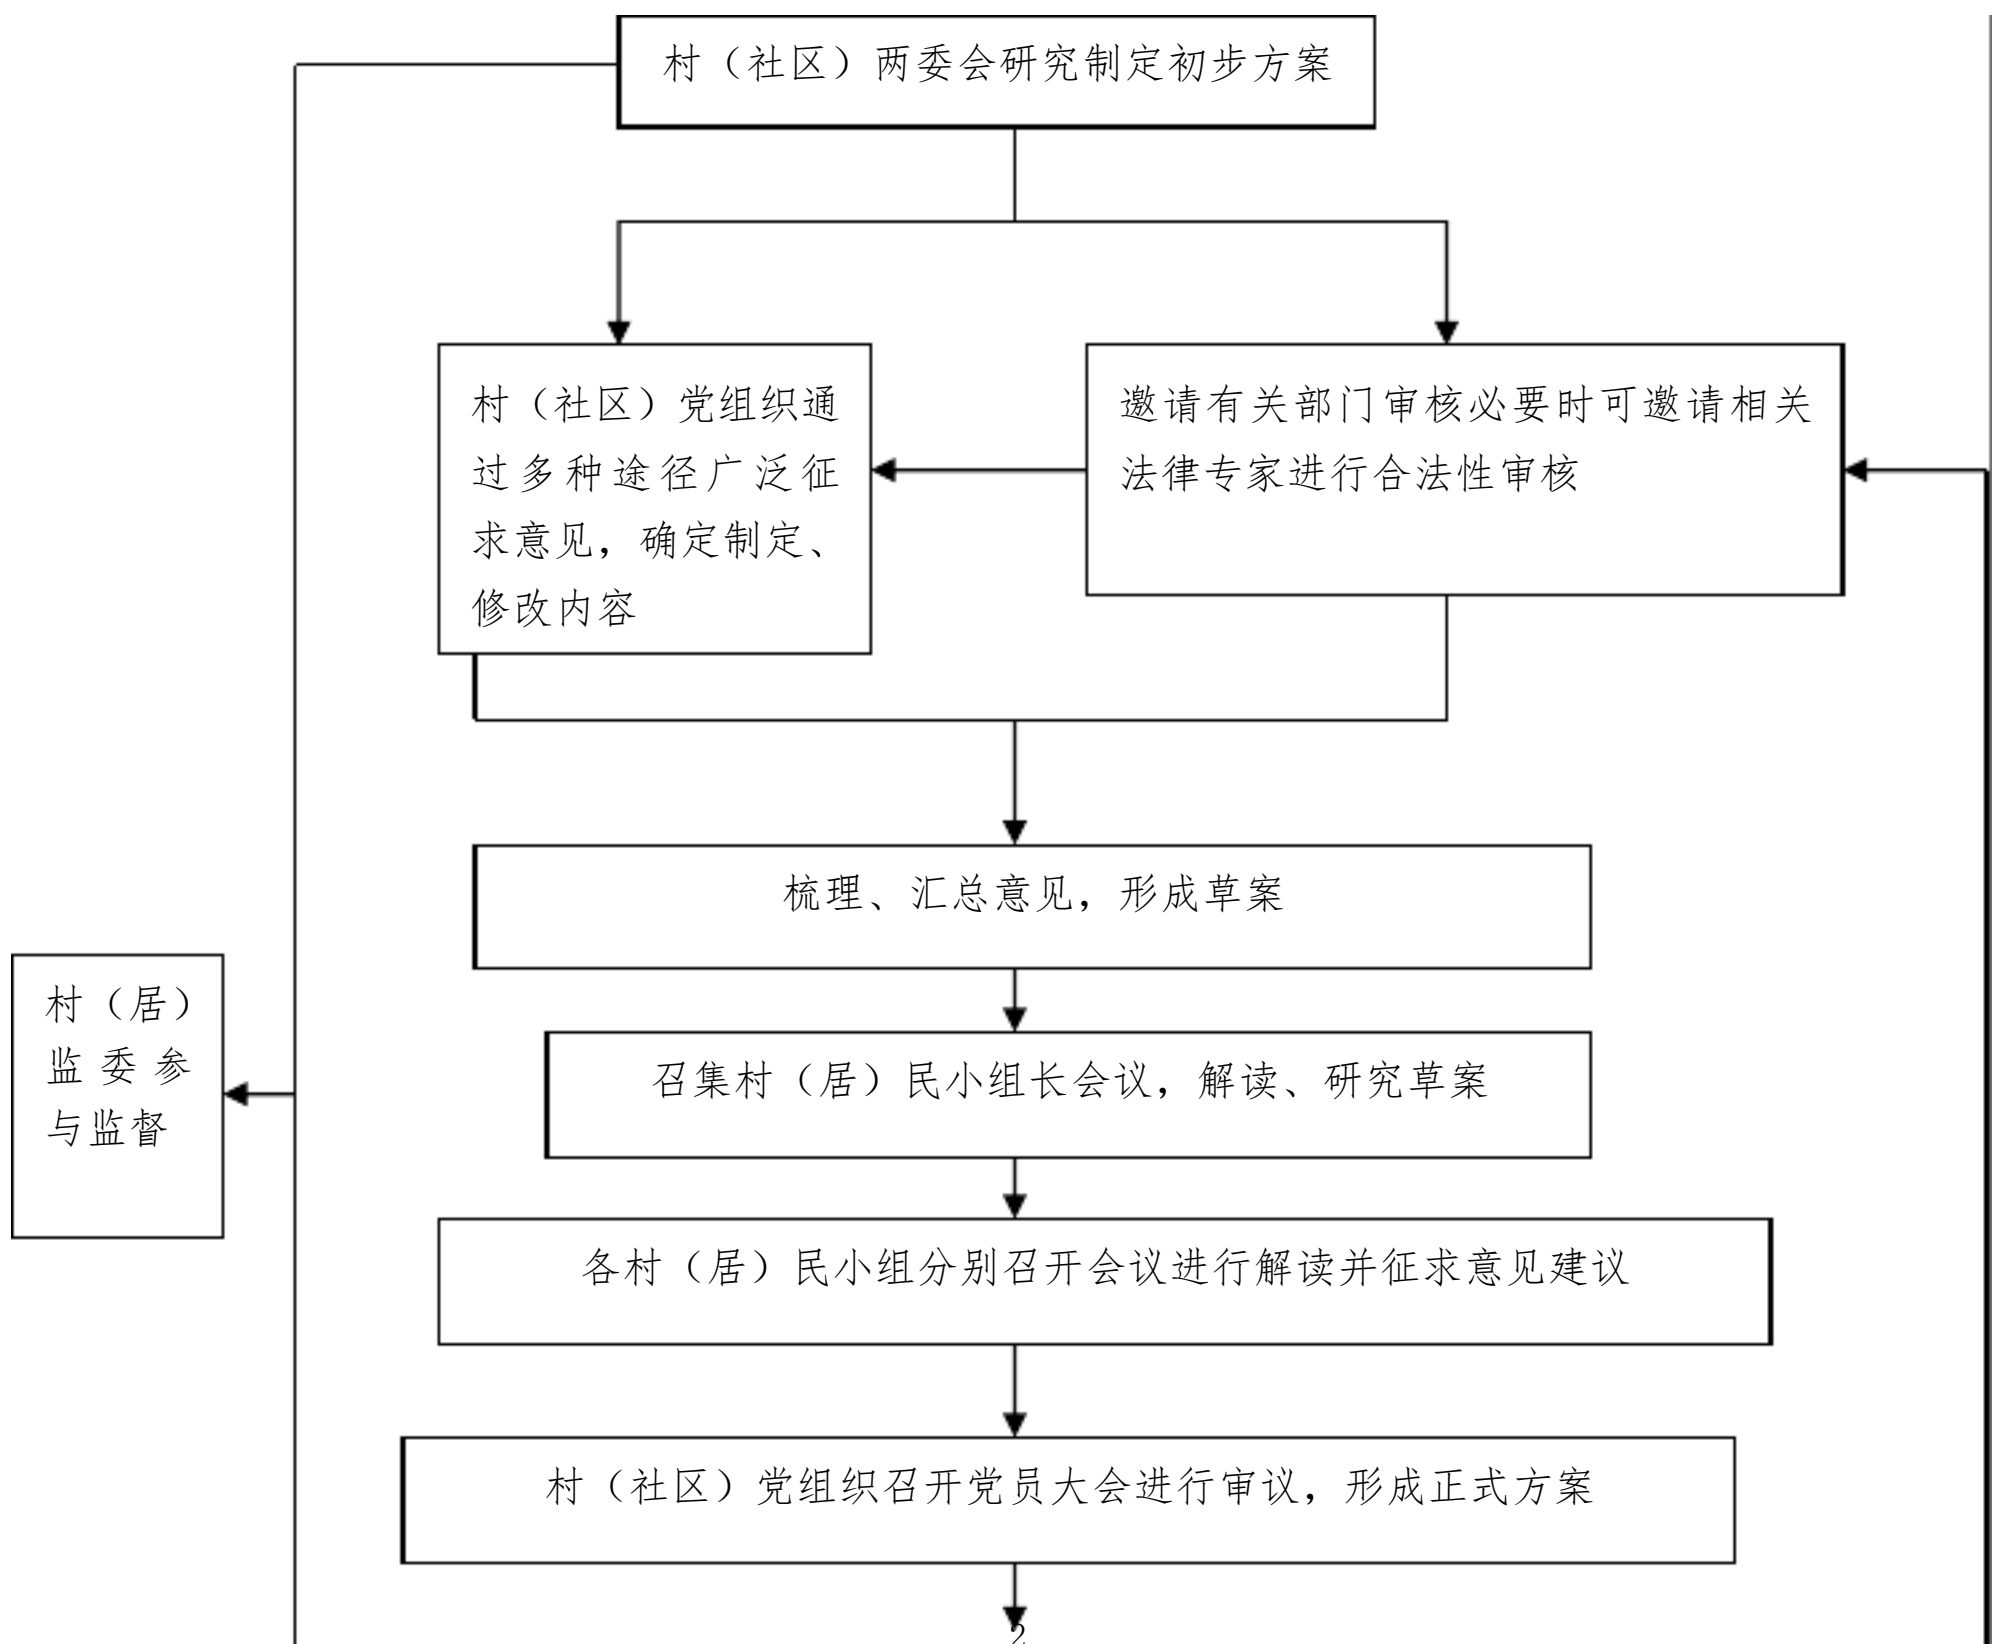 村（社区）两委会研究制定初步方案
村（社区）党组织通
过多种途径广泛征
求意见，确定制定、
修改内容
邀请有关部门审核必要时可邀请相关
法律专家进行合法性审核
梳理、汇总意见，形成草案
村（居）
监委参
与监督
召集村（居）民小组长会议，解读、研究草案
各村（居）民小组分别召开会议进行解读并征求意见建议
村（社区）党组织召开党员大会进行审议，形成正式方案
2